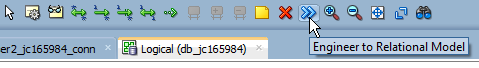 er2_jc165984_conn
Logical (db_jc165984)
Engineer to Relational Model